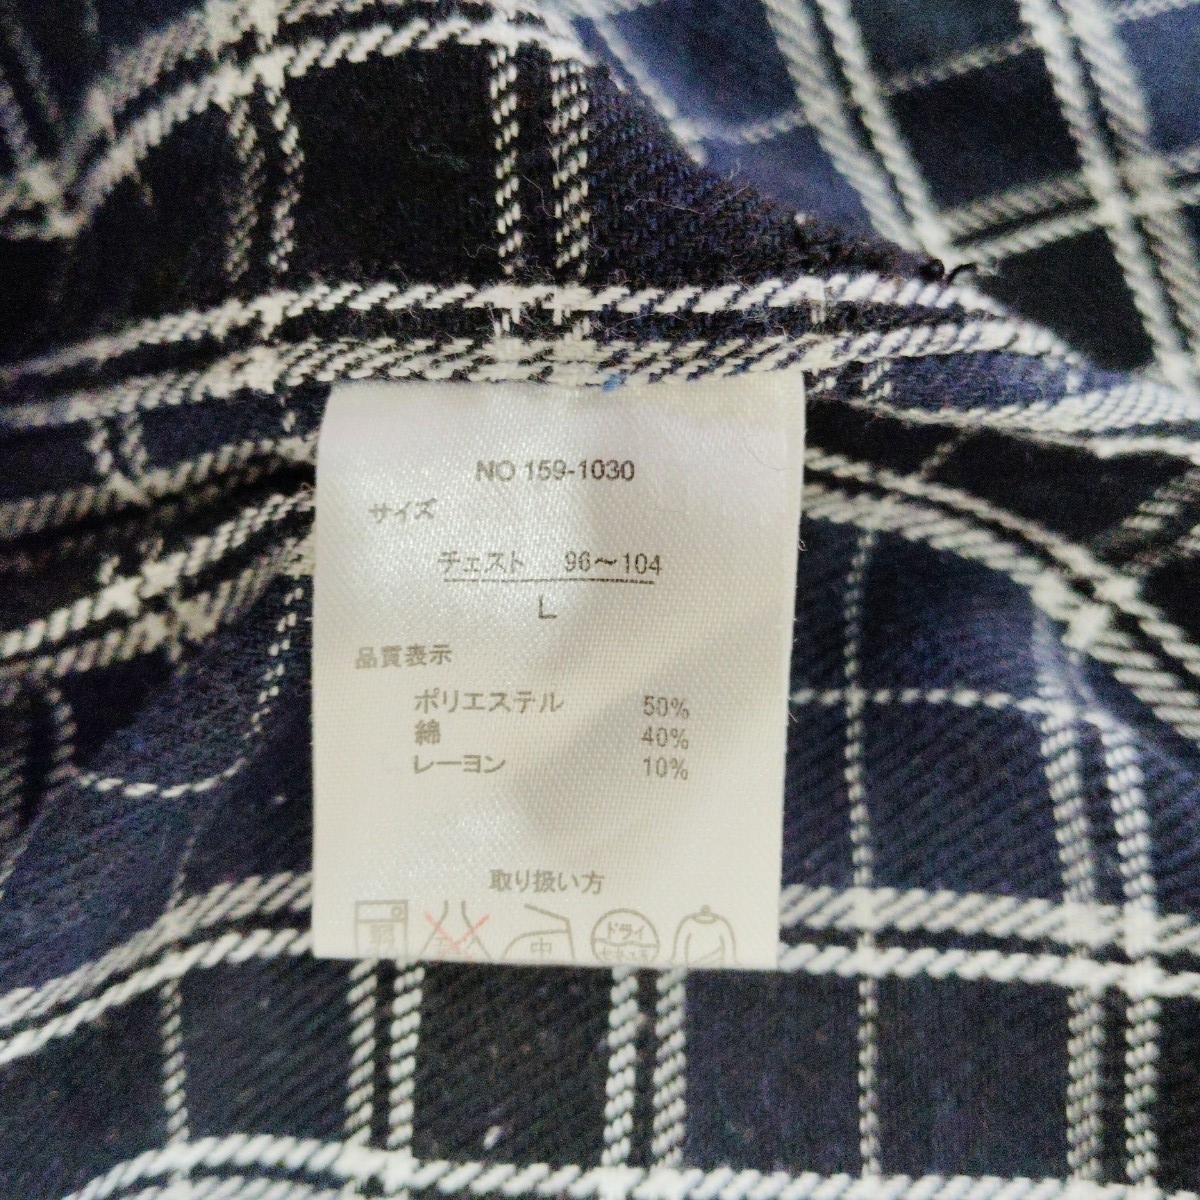 NO 159-1030
サイズ
チェスト 96～104
L
品質表示
ポリエステル 50%
綿 40%
レーヨン 10%
取り扱い方
中 ドライ